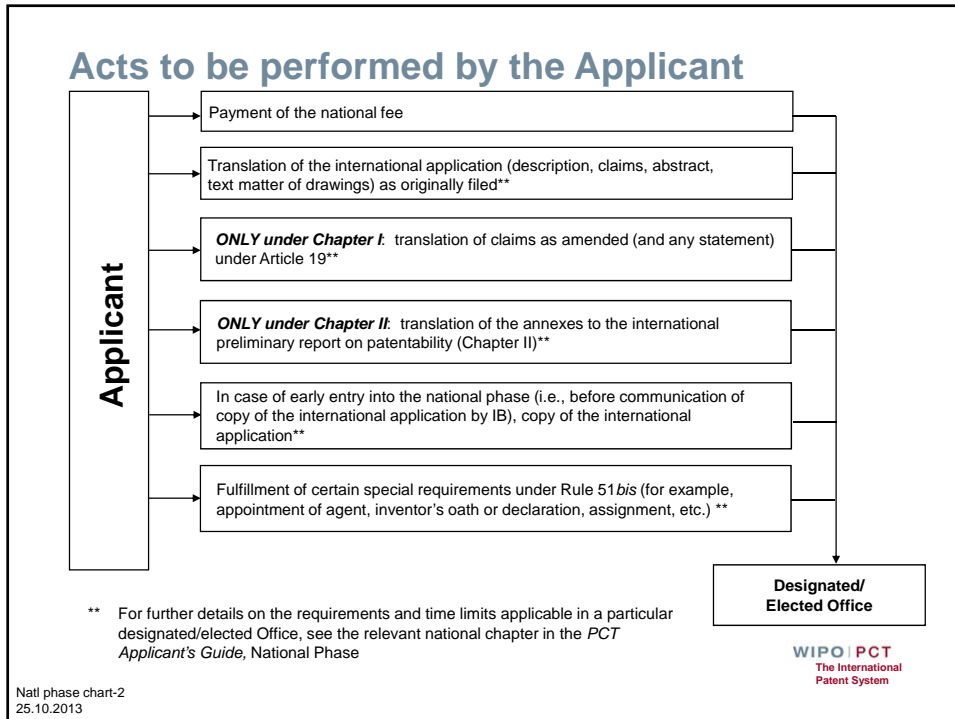 Acts to be performed by the Applicant
Applicant
Payment of the national fee
Translation of the international application (description, claims, abstract,
text matter of drawings) as originally filed**
ONLY under Chapter I:  translation of claims as amended (and any statement)
under Article 19**
ONLY under Chapter II:  translation of the annexes to the international
preliminary report on patentability (Chapter II)**
In case of early entry into the national phase (i.e., before communication of
copy of the international application by IB), copy of the international
application**
Fulfillment of certain special requirements under Rule 51bis (for example,
appointment of agent, inventor's oath or declaration, assignment, etc.) **
Designated/
Elected Office
** For further details on the requirements and time limits applicable in a particular
designated/elected Office, see the relevant national chapter in the PCT
Applicant's Guide, National Phase
WIPO | PCT
The International
Patent System
Natl phase chart-2
25.10.2013